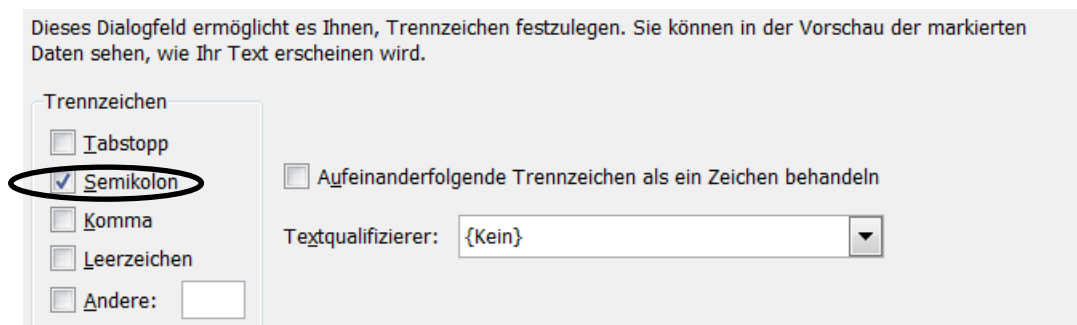 Dieses Dialogfeld ermöglicht es Ihnen, Trennzeichen festzulegen. Sie können in der Vorschau der markierten
Daten sehen, wie Ihr Text erscheinen wird.
Trennzeichen
Tabstopp
Semikolon
Aufeinanderfolgende Trennzeichen als ein Zeichen behandeln
Komma
Textqualifizierer: {Kein}
Leerzeichen
Andere: